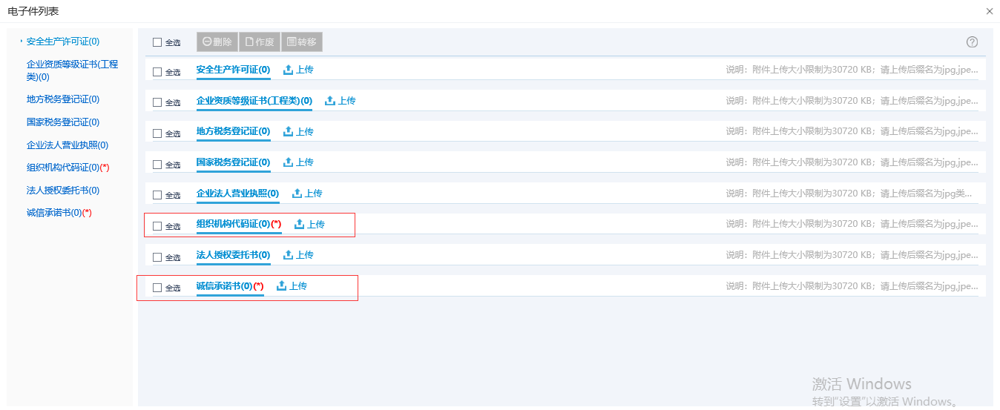 电子件列表
安全生产许可证(0)
企业资质等级证书(工程
类)(0)
地方税务登记证(0)
国家税务登记证(0)
企业法人营业执照(0)
组织机构代码证(0)(*)
法人授权委托书(0)
诚信承诺书(0)(*)
全选 删除 作废 转移
全选 安全生产许可证(0) 上传 说明：附件上传大小限制为30720 KB；请上传后缀名为jpg,jpe...
全选 企业资质等级证书(工程类)(0) 上传 说明：附件上传大小限制为30720 KB；请上传后缀名为jpg,jpe...
全选 地方税务登记证(0) 上传 说明：附件上传大小限制为30720 KB；请上传后缀名为jpg,jpe...
全选 国家税务登记证(0) 上传 说明：附件上传大小限制为30720 KB；请上传后缀名为jpg,jpe...
全选 企业法人营业执照(0) 上传 说明：附件上传大小限制为30720 KB；请上传后缀名为jpg类...
全选 组织机构代码证(0)(*) 上传 说明：附件上传大小限制为30720 KB；请上传后缀名为jpg,jpe...
全选 法人授权委托书(0) 上传 说明：附件上传大小限制为30720 KB；请上传后缀名为jpg,jpe...
全选 诚信承诺书(0)(*) 上传 说明：附件上传大小限制为30720 KB；请上传后缀名为jpg,jpe...
激活 Windows
转到"设置"以激活 Windows。